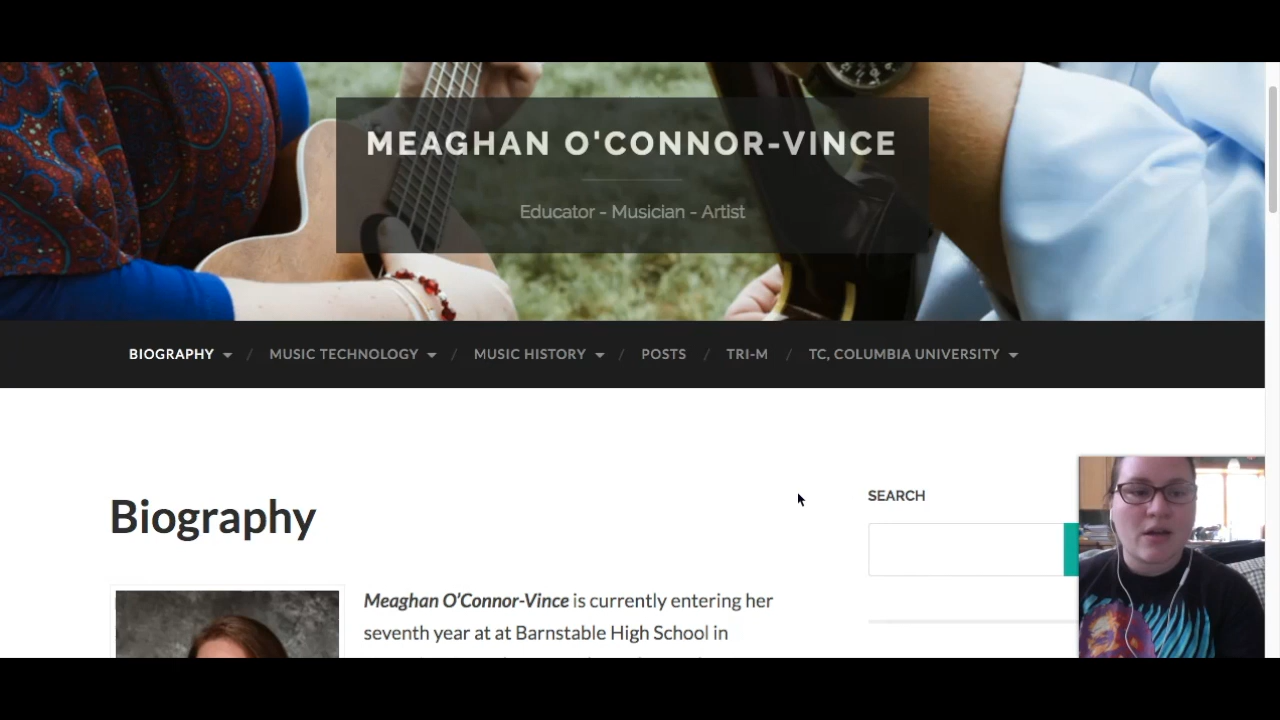 MEAGHAN O'CONNOR-VINCE
Educator - Musician - Artist
BIOGRAPHY / MUSIC TECHNOLOGY / MUSIC HISTORY / POSTS / TRI-M / TC, COLUMBIA UNIVERSITY
Biography
SEARCH
Meaghan O'Connor-Vince is currently entering her
seventh year at at Barnstable High School in